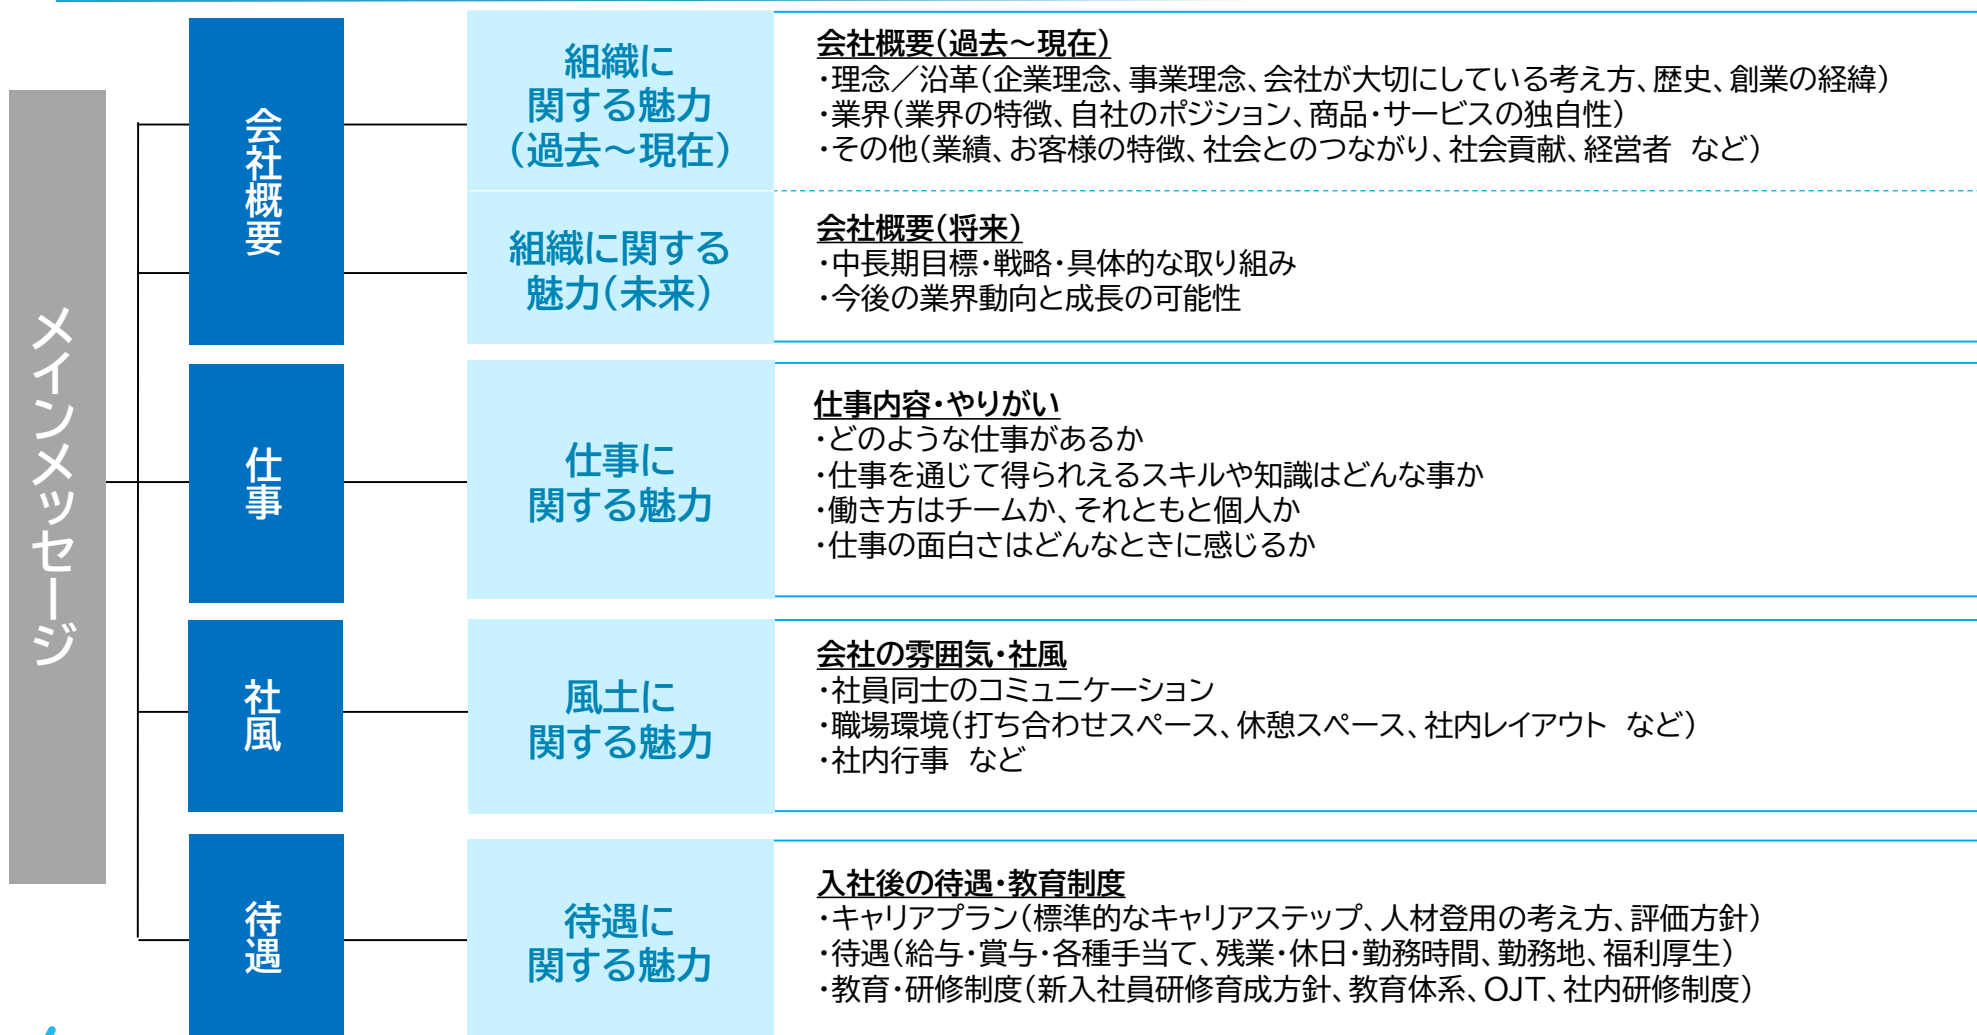 メインメッセージ
会社概要
組織に
関する魅力
（過去～現在）
会社概要（過去～現在）
・理念／沿革（企業理念、事業理念、会社が大切にしている考え方、歴史、創業の経緯）
・業界（業界の特徴、自社のポジション、商品・サービスの独自性）
・その他（業績、お客様の特徴、社会とのつながり、社会貢献、経営者　など）
組織に関する
魅力（未来）
会社概要（将来）
・中長期目標・戦略・具体的な取り組み
・今後の業界動向と成長の可能性
仕事
仕事に
関する魅力
仕事内容・やりがい
・どのような仕事があるか
・仕事を通じて得られえるスキルや知識はどんな事か
・働き方はチームか、それともと個人か
・仕事の面白さはどんなときに感じるか
社風
風土に
関する魅力
会社の雰囲気・社風
・社員同士のコミュニケーション
・職場環境（打ち合わせスペース、休憩スペース、社内レイアウト　など）
・社内行事　など
待遇
待遇に
関する魅力
入社後の待遇・教育制度
・キャリアプラン（標準的なキャリアステップ、人材登用の考え方、評価方針）
・待遇（給与・賞与・各種手当て、残業・休日・勤務時間、勤務地、福利厚生）
・教育・研修制度（新入社員研修育成方針、教育体系、OJT、社内研修制度）